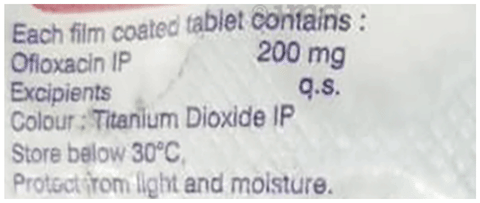 Each film coated tablet contains :
Ofloxacin IP 200 mg
Excipients q.s.
Colour : Titanium Dioxide IP
Store below 30°C,
Protect from light and moisture.